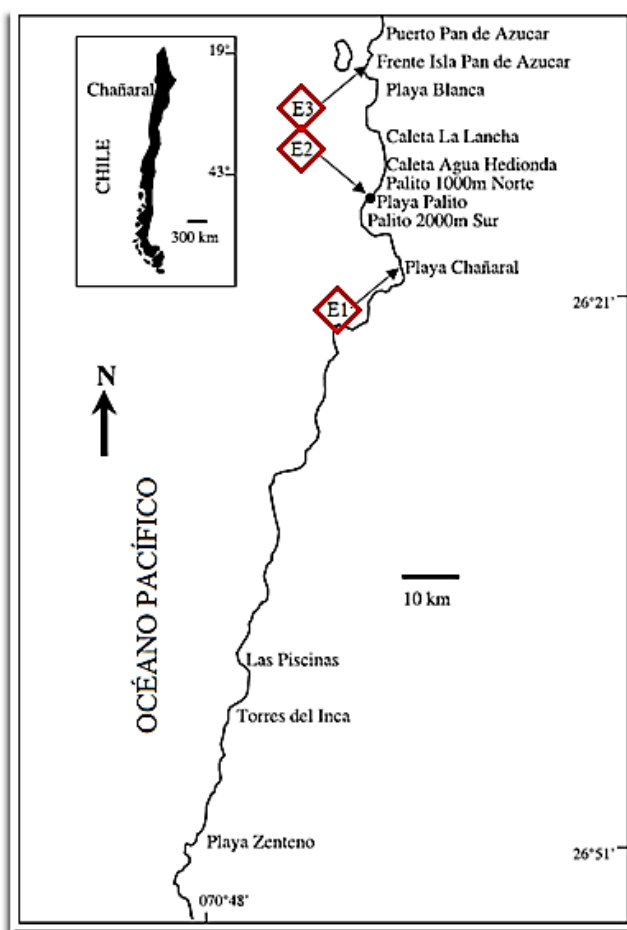 Puerto Pan de Azucar
Frente Isla Pan de Azucar
Playa Blanca
Caleta La Lancha
Caleta Agua Hedionda
Palito 1000m Norte
Playa Palito
Palito 2000m Sur
Playa Chañaral
19°
Chañaral
CHILE
43°
300 km
E3
E2
E1
26°21'
N
OCÉANO PACÍFICO
10 km
Las Piscinas
Torres del Inca
Playa Zenteno
26°51'
070°48'